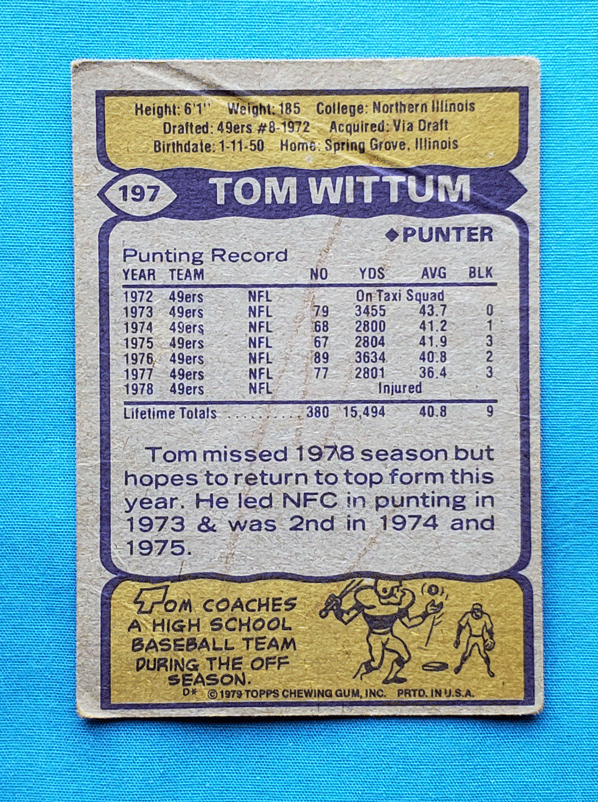 Height: 6'1" Weight: 185 College: Northern Illinois
Drafted: 49ers #8-1972 Acquired: Via Draft
Birthdate: 1-11-50 Home: Spring Grove, Illinois
197 TOM WITTUM
◆PUNTER
Punting Record
YEAR TEAM NO YDS AVG BLK
1972 49ers NFL On Taxi Squad
1973 49ers NFL 79 3455 43.7 0
1974 49ers NFL 68 2800 41.2 1
1975 49ers NFL 67 2804 41.9 3
1976 49ers NFL 89 3634 40.8 2
1977 49ers NFL 77 2801 36.4 3
1978 49ers NFL Injured
Lifetime Totals .......... 380 15,494 40.8 9
Tom missed 1978 season but
hopes to return to top form this
year. He led NFC in punting in
1973 & was 2nd in 1974 and
1975.
TOM COACHES
A HIGH SCHOOL
BASEBALL TEAM
DURING THE OFF
SEASON.
D* © 1979 TOPPS CHEWING GUM, INC. PRTD. IN U.S.A.